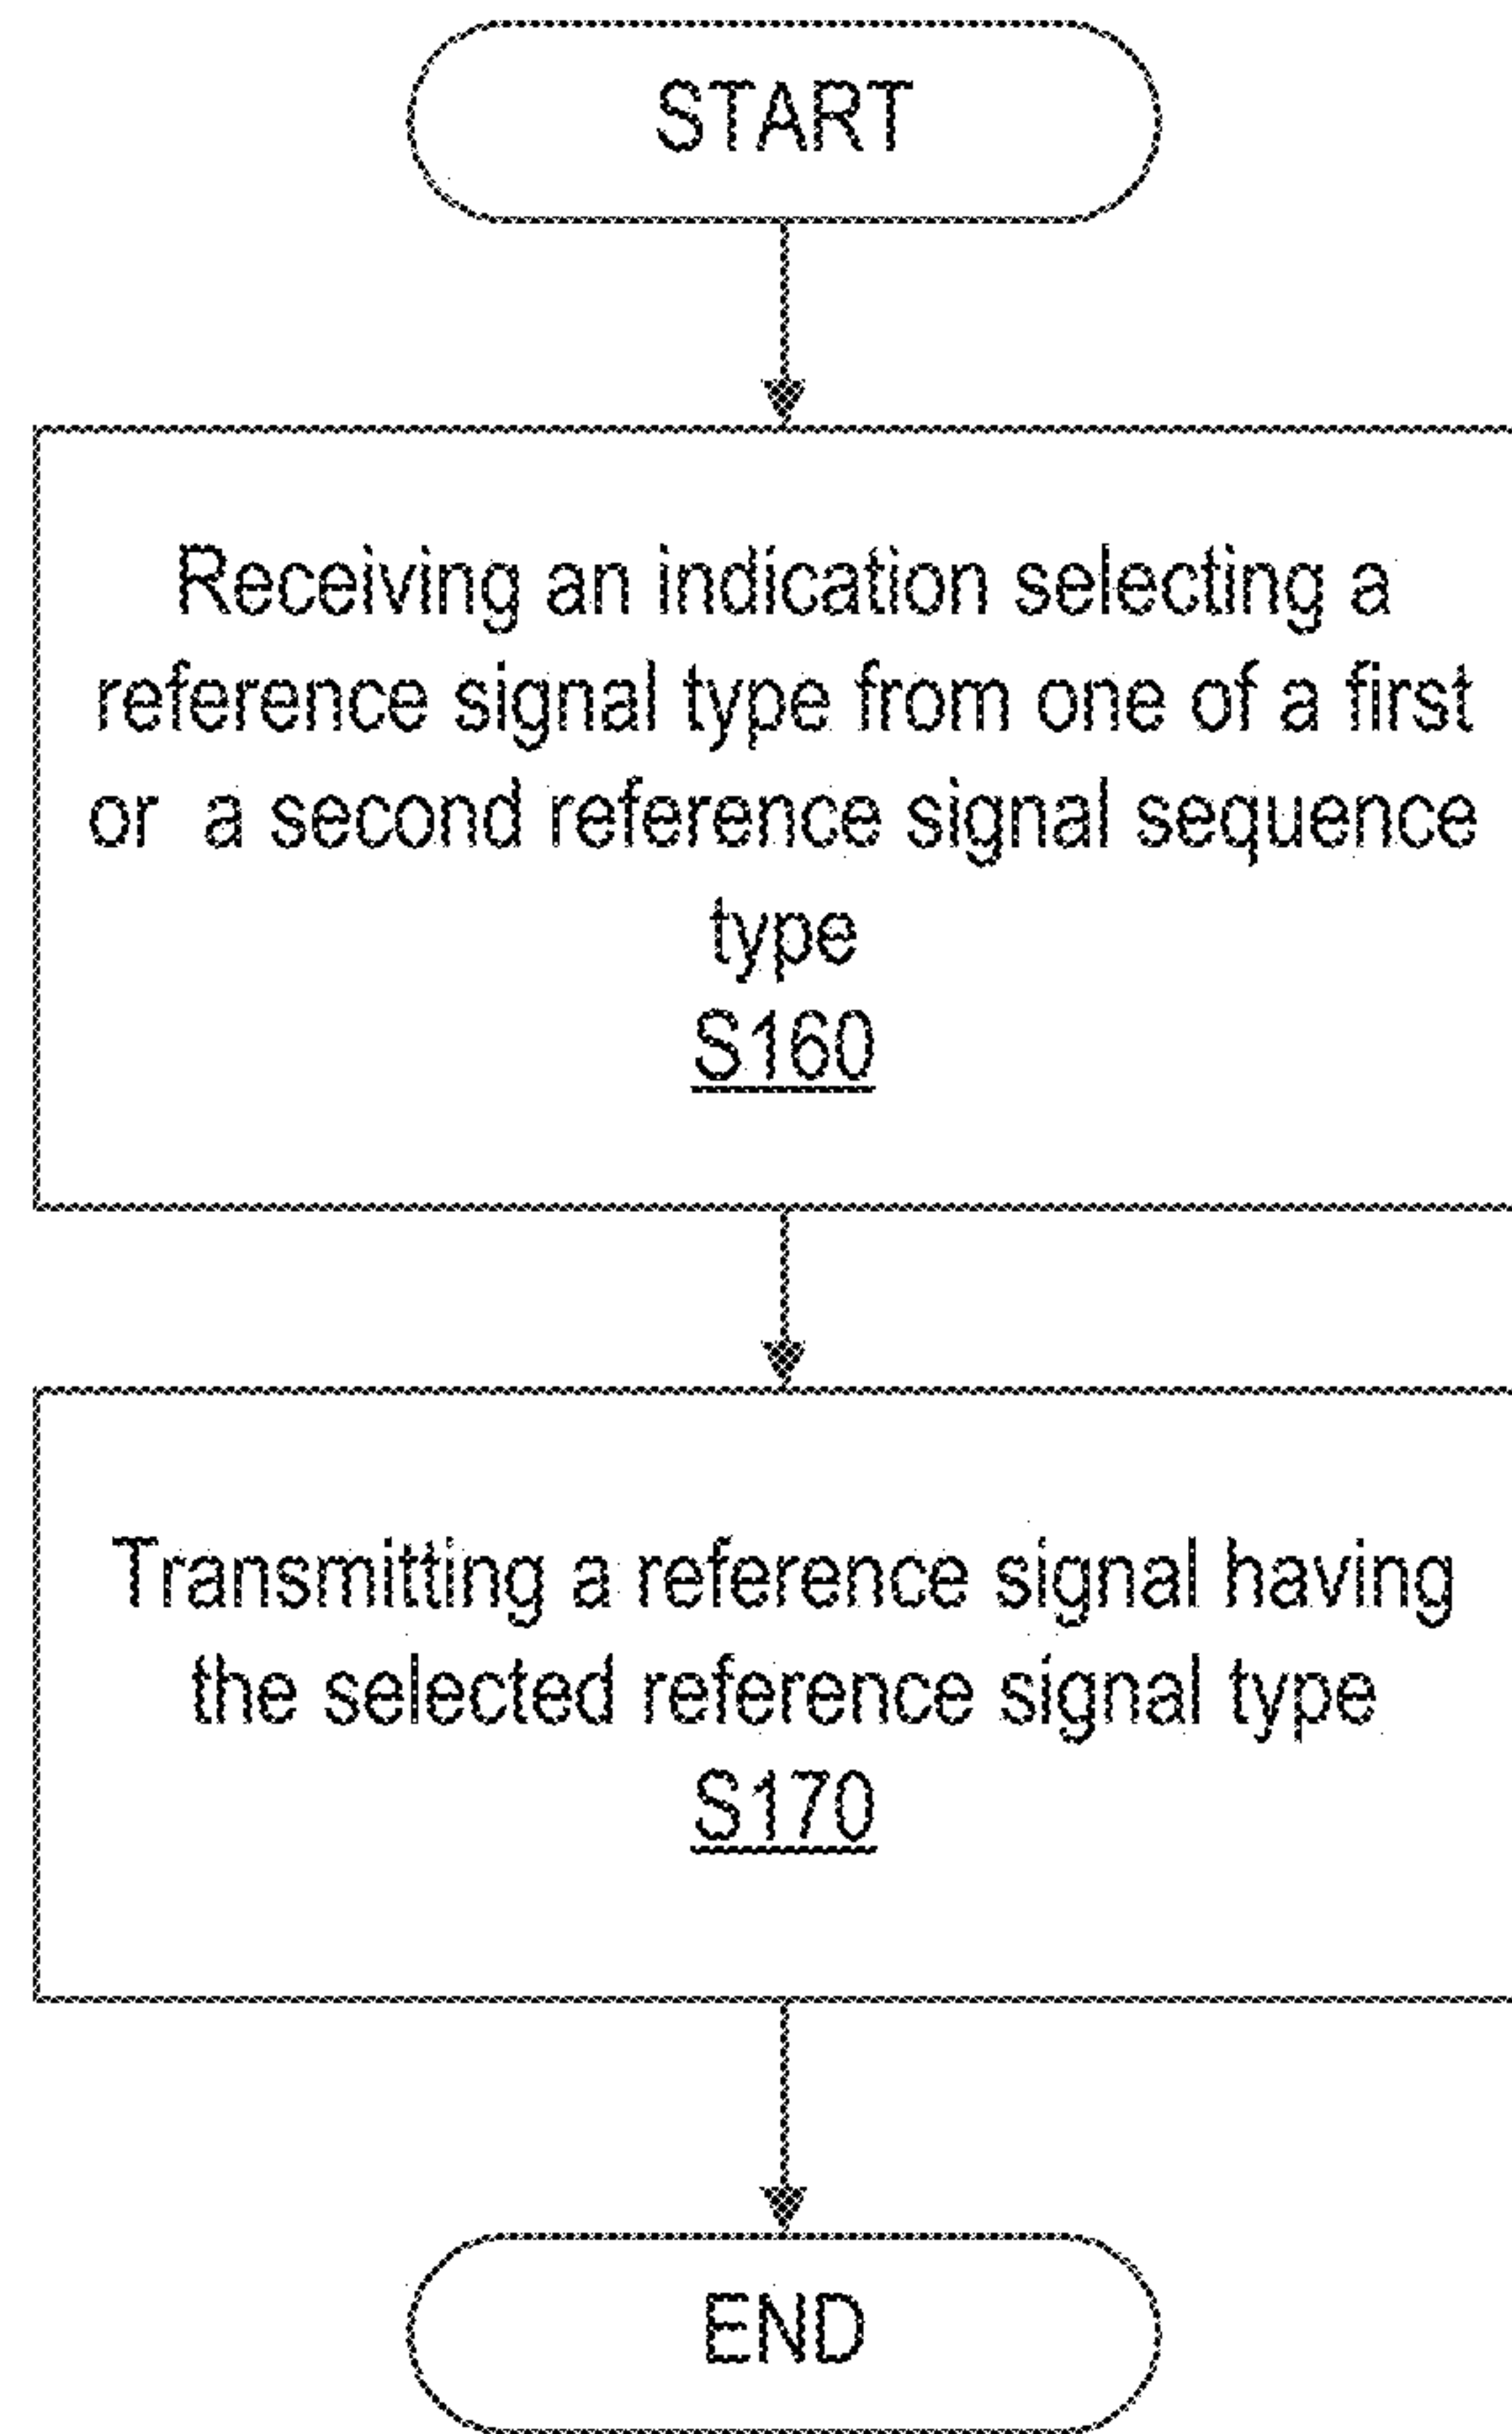 START
Receiving an indication selecting a
reference signal type from one of a first
or a second reference signal sequence
type
S160
Transmitting a reference signal having
the selected reference signal type
S170
END